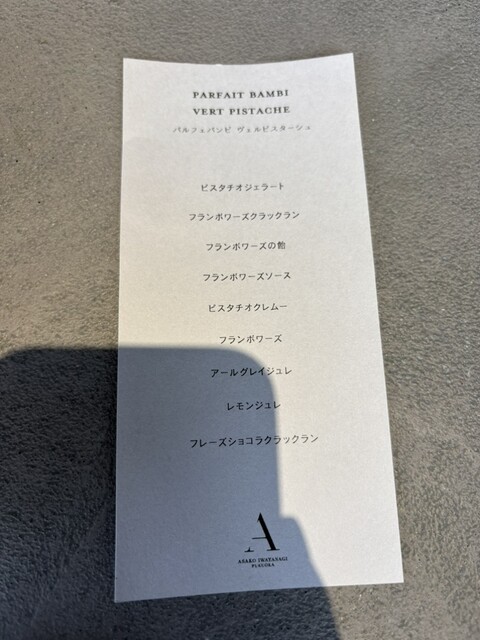 PARFAIT BAMBI
VERT PISTACHE
パルフェバンビ ヴェルピスターシュ
ピスタチオジェラート
フランボワーズクラックラン
フランボワーズの飴
フランボワーズソース
ピスタチオクレムー
フランボワーズ
アールグレイジュレ
レモンジュレ
フレーズショコラクラックラン
A
ASAKO IWAYANAGI
FUKUOKA